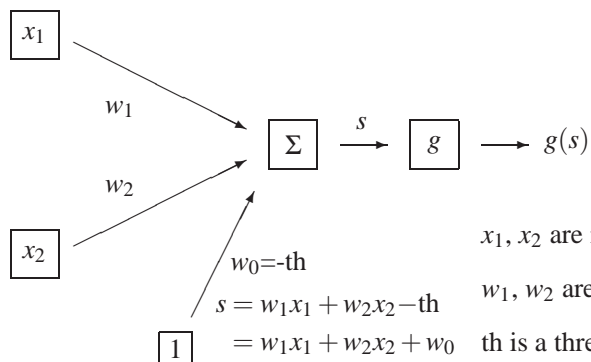 x₁
w₁
s
Σ
g
g(s)
w₂
x₂
x₁, x₂ are
w₀=-th
s = w₁x₁ + w₂x₂−th
w₁, w₂ are
1
= w₁x₁ + w₂x₂ + w₀
th is a thre